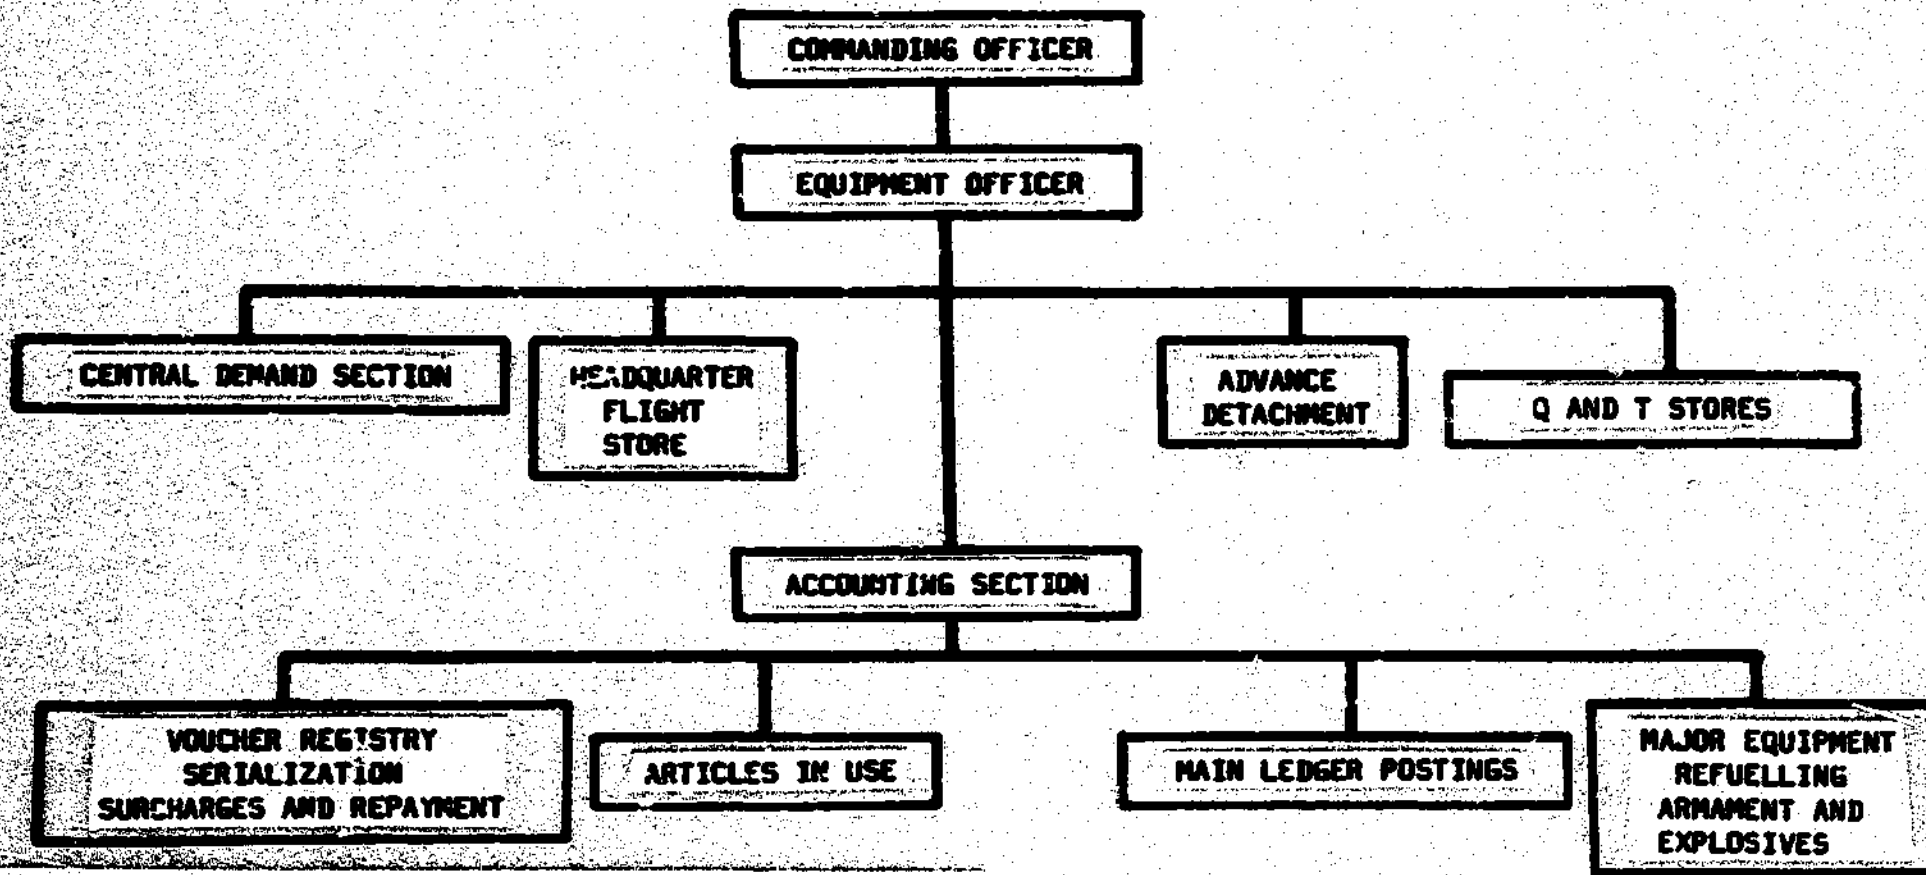 COMMANDING OFFICER
EQUIPMENT OFFICER
CENTRAL DEMAND SECTION
HEADQUARTER
FLIGHT
STORE
ADVANCE
DETACHMENT
Q AND T STORES
ACCOUNTING SECTION
VOUCHER REGISTRY
SERIALIZATION
SURCHARGES AND REPAYMENT
ARTICLES IN USE
MAIN LEDGER POSTINGS
MAJOR EQUIPMENT
REFUELLING
ARMAMENT AND
EXPLOSIVES